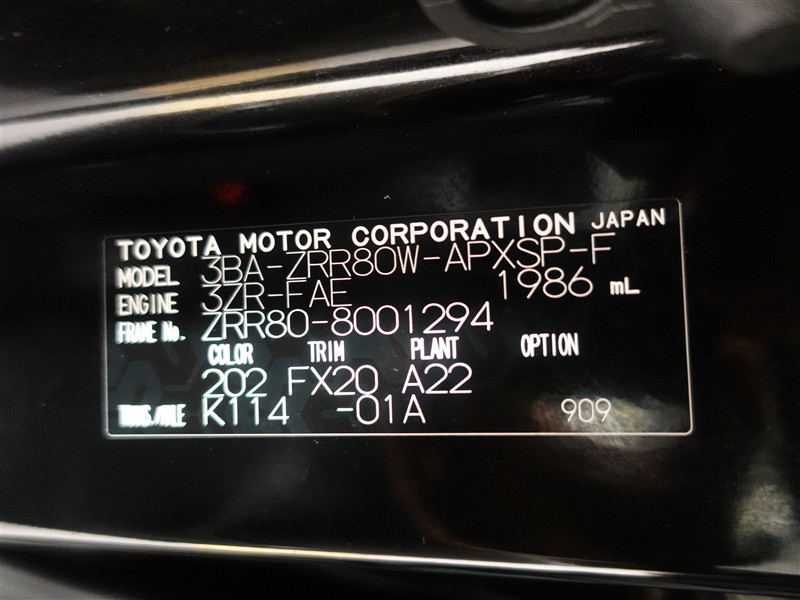 TOYOTA MOTOR CORPORATION JAPAN
MODEL 3BA-ZRR80W-APXSP-F
ENGINE 3ZR-FAE 1986 mL
FRAME No. ZRR80-8001294
COLOR TRIM PLANT OPTION
202 FX20 A22
TRANS./AXLE K114 -01A 909